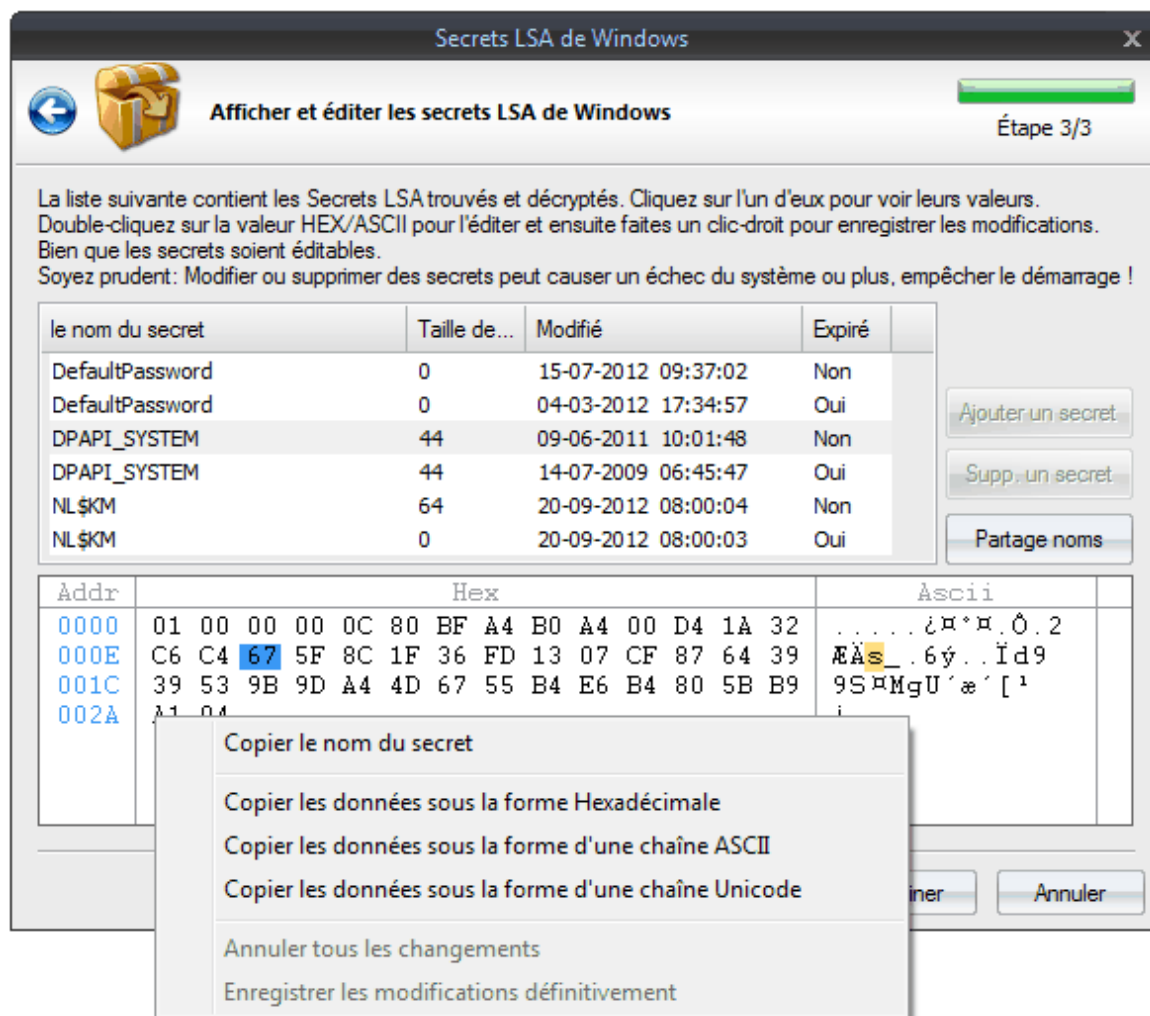 Secrets LSA de Windows
x
Afficher et éditer les secrets LSA de Windows
Étape 3/3
La liste suivante contient les Secrets LSA trouvés et décryptés. Cliquez sur l'un d'eux pour voir leurs valeurs.
Double-cliquez sur la valeur HEX/ASCII pour l'éditer et ensuite faites un clic-droit pour enregistrer les modifications.
Bien que les secrets soient éditables.
Soyez prudent: Modifier ou supprimer des secrets peut causer un échec du système ou plus, empêcher le démarrage !
le nom du secret Taille de... Modifié Expiré
DefaultPassword 0 15-07-2012 09:37:02 Non
DefaultPassword 0 04-03-2012 17:34:57 Oui
DPAPI_SYSTEM 44 09-06-2011 10:01:48 Non
DPAPI_SYSTEM 44 14-07-2009 06:45:47 Oui
NL$KM 64 20-09-2012 08:00:04 Non
NL$KM 0 20-09-2012 08:00:03 Oui
Ajouter un secret
Supp. un secret
Partage noms
Addr Hex Ascii
0000 01 00 00 00 0C 80 BF A4 B0 A4 00 D4 1A 32 .....¿¤°¤.Ô.2
000E C6 C4 67 5F 8C 1F 36 FD 13 07 CF 87 64 39 ÆÄs_.6ý..Ïd9
001C 39 53 9B 9D A4 4D 67 55 B4 E6 B4 80 5B B9 9S¤MgU´æ´[¹
002A A1 04
Copier le nom du secret
Copier les données sous la forme Hexadécimale
Copier les données sous la forme d'une chaîne ASCII
Copier les données sous la forme d'une chaîne Unicode
Annuler tous les changements
Enregistrer les modifications définitivement
Annuler